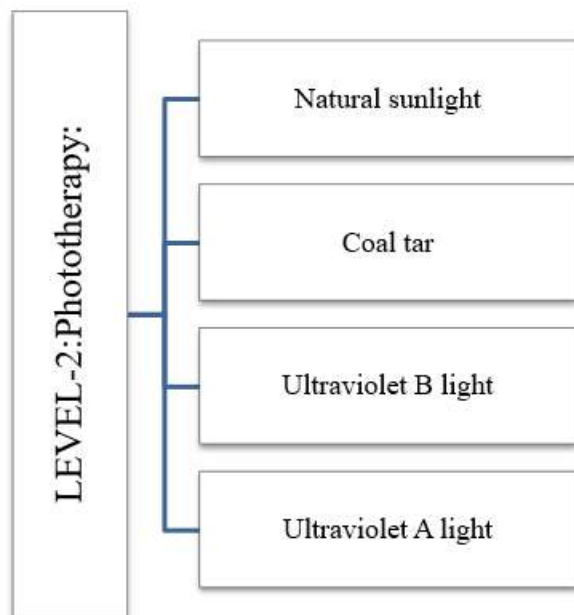 LEVEL-2:Phototherapy:
Natural sunlight
Coal tar
Ultraviolet B light
Ultraviolet A light